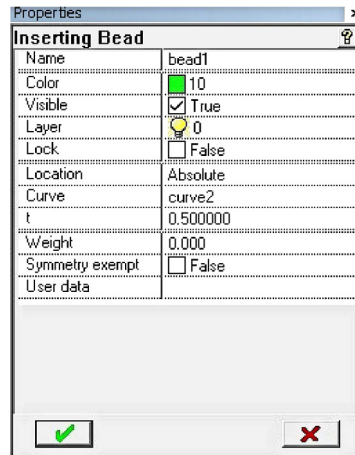 Properties
Inserting Bead
Name bead1
Color 10
Visible True
Layer 0
Lock False
Location Absolute
Curve curve2
t 0.500000
Weight 0.000
Symmetry exempt False
User data